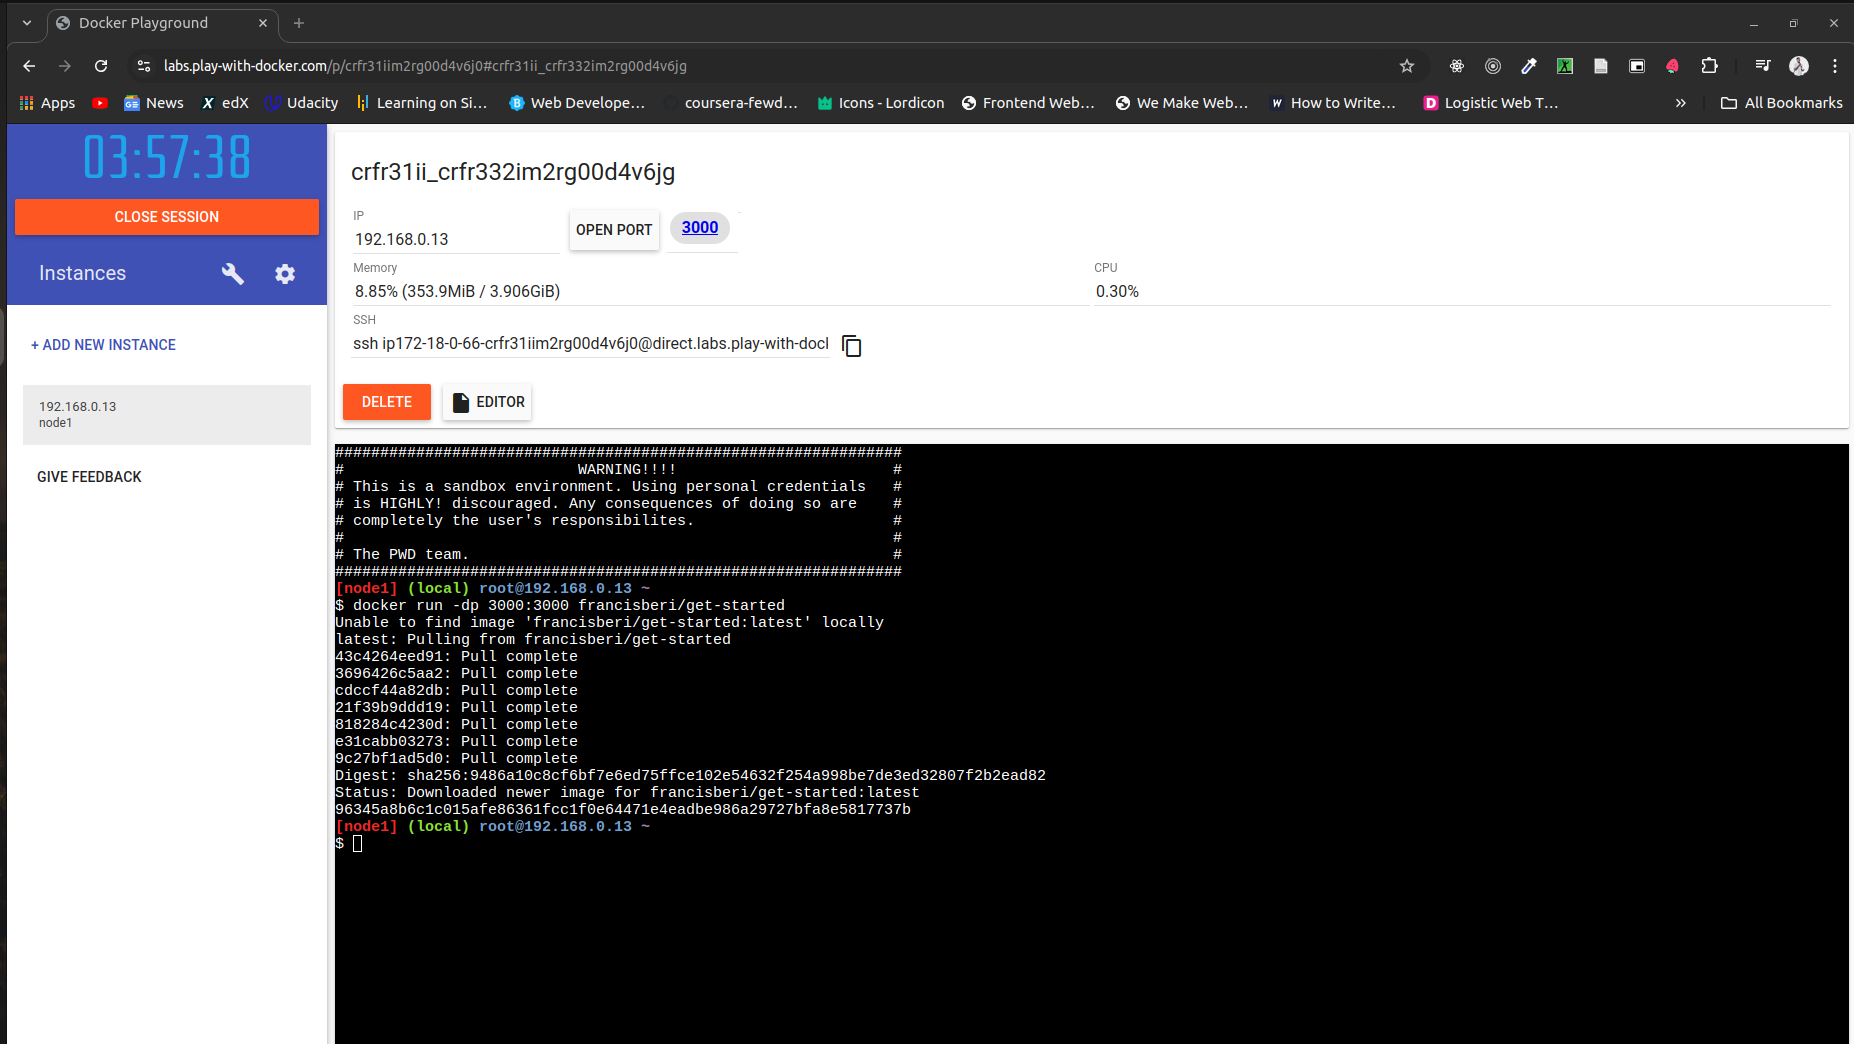 Docker Playground
labs.play-with-docker.com/p/crfr31iim2rg00d4v6j0#crfr31ii_crfr332im2rg00d4v6jg
Apps News edX Udacity Learning on Si... Web Develope... coursera-fewd... Icons - Lordicon Frontend Web... We Make Web... How to Write... Logistic Web T... » All Bookmarks
03:57:38
CLOSE SESSION
Instances
+ ADD NEW INSTANCE
192.168.0.13
node1
GIVE FEEDBACK
crfr31ii_crfr332im2rg00d4v6jg
IP
192.168.0.13
OPEN PORT
3000
Memory
8.85% (353.9MiB / 3.906GiB)
CPU
0.30%
SSH
ssh ip172-18-0-66-crfr31iim2rg00d4v6j0@direct.labs.play-with-docl
DELETE
EDITOR
###############################################################
# WARNING!!!! #
# This is a sandbox environment. Using personal credentials #
# is HIGHLY! discouraged. Any consequences of doing so are #
# completely the user's responsibilites. #
# #
# The PWD team. #
###############################################################
[node1] (local) root@192.168.0.13 ~
$ docker run -dp 3000:3000 francisberi/get-started
Unable to find image 'francisberi/get-started:latest' locally
latest: Pulling from francisberi/get-started
43c4264eed91: Pull complete
3696426c5aa2: Pull complete
cdccf44a82db: Pull complete
21f39b9ddd19: Pull complete
818284c4230d: Pull complete
e31cabb03273: Pull complete
9c27bf1ad5d0: Pull complete
Digest: sha256:9486a10c8cf6bf7e6ed75ffce102e54632f254a998be7de3ed32807f2b2ead82
Status: Downloaded newer image for francisberi/get-started:latest
96345a8b6c1c015afe86361fcc1f0e64471e4eadbe986a29727bfa8e5817737b
[node1] (local) root@192.168.0.13 ~
$